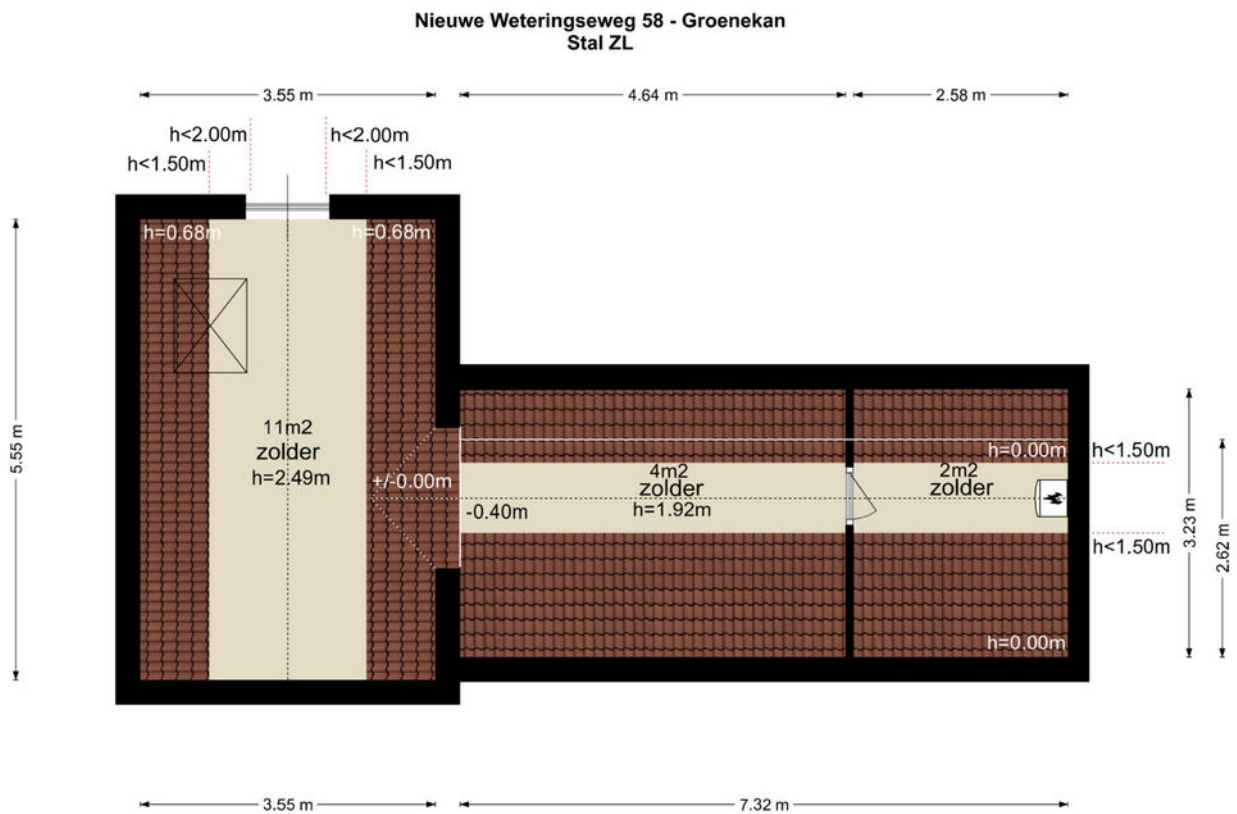 Nieuwe Weteringseweg 58 - Groenekan
Stal ZL
3.55 m
4.64 m
2.58 m
h<2.00m
h<2.00m
h<1.50m
h<1.50m
h=0.68m
h=0.68m
5.55 m
11m2
zolder
h=2.49m
+/-0.00m
-0.40m
4m2
zolder
h=1.92m
2m2
zolder
h=0.00m
h<1.50m
h<1.50m
h=0.00m
3.23 m
2.62 m
3.55 m
7.32 m